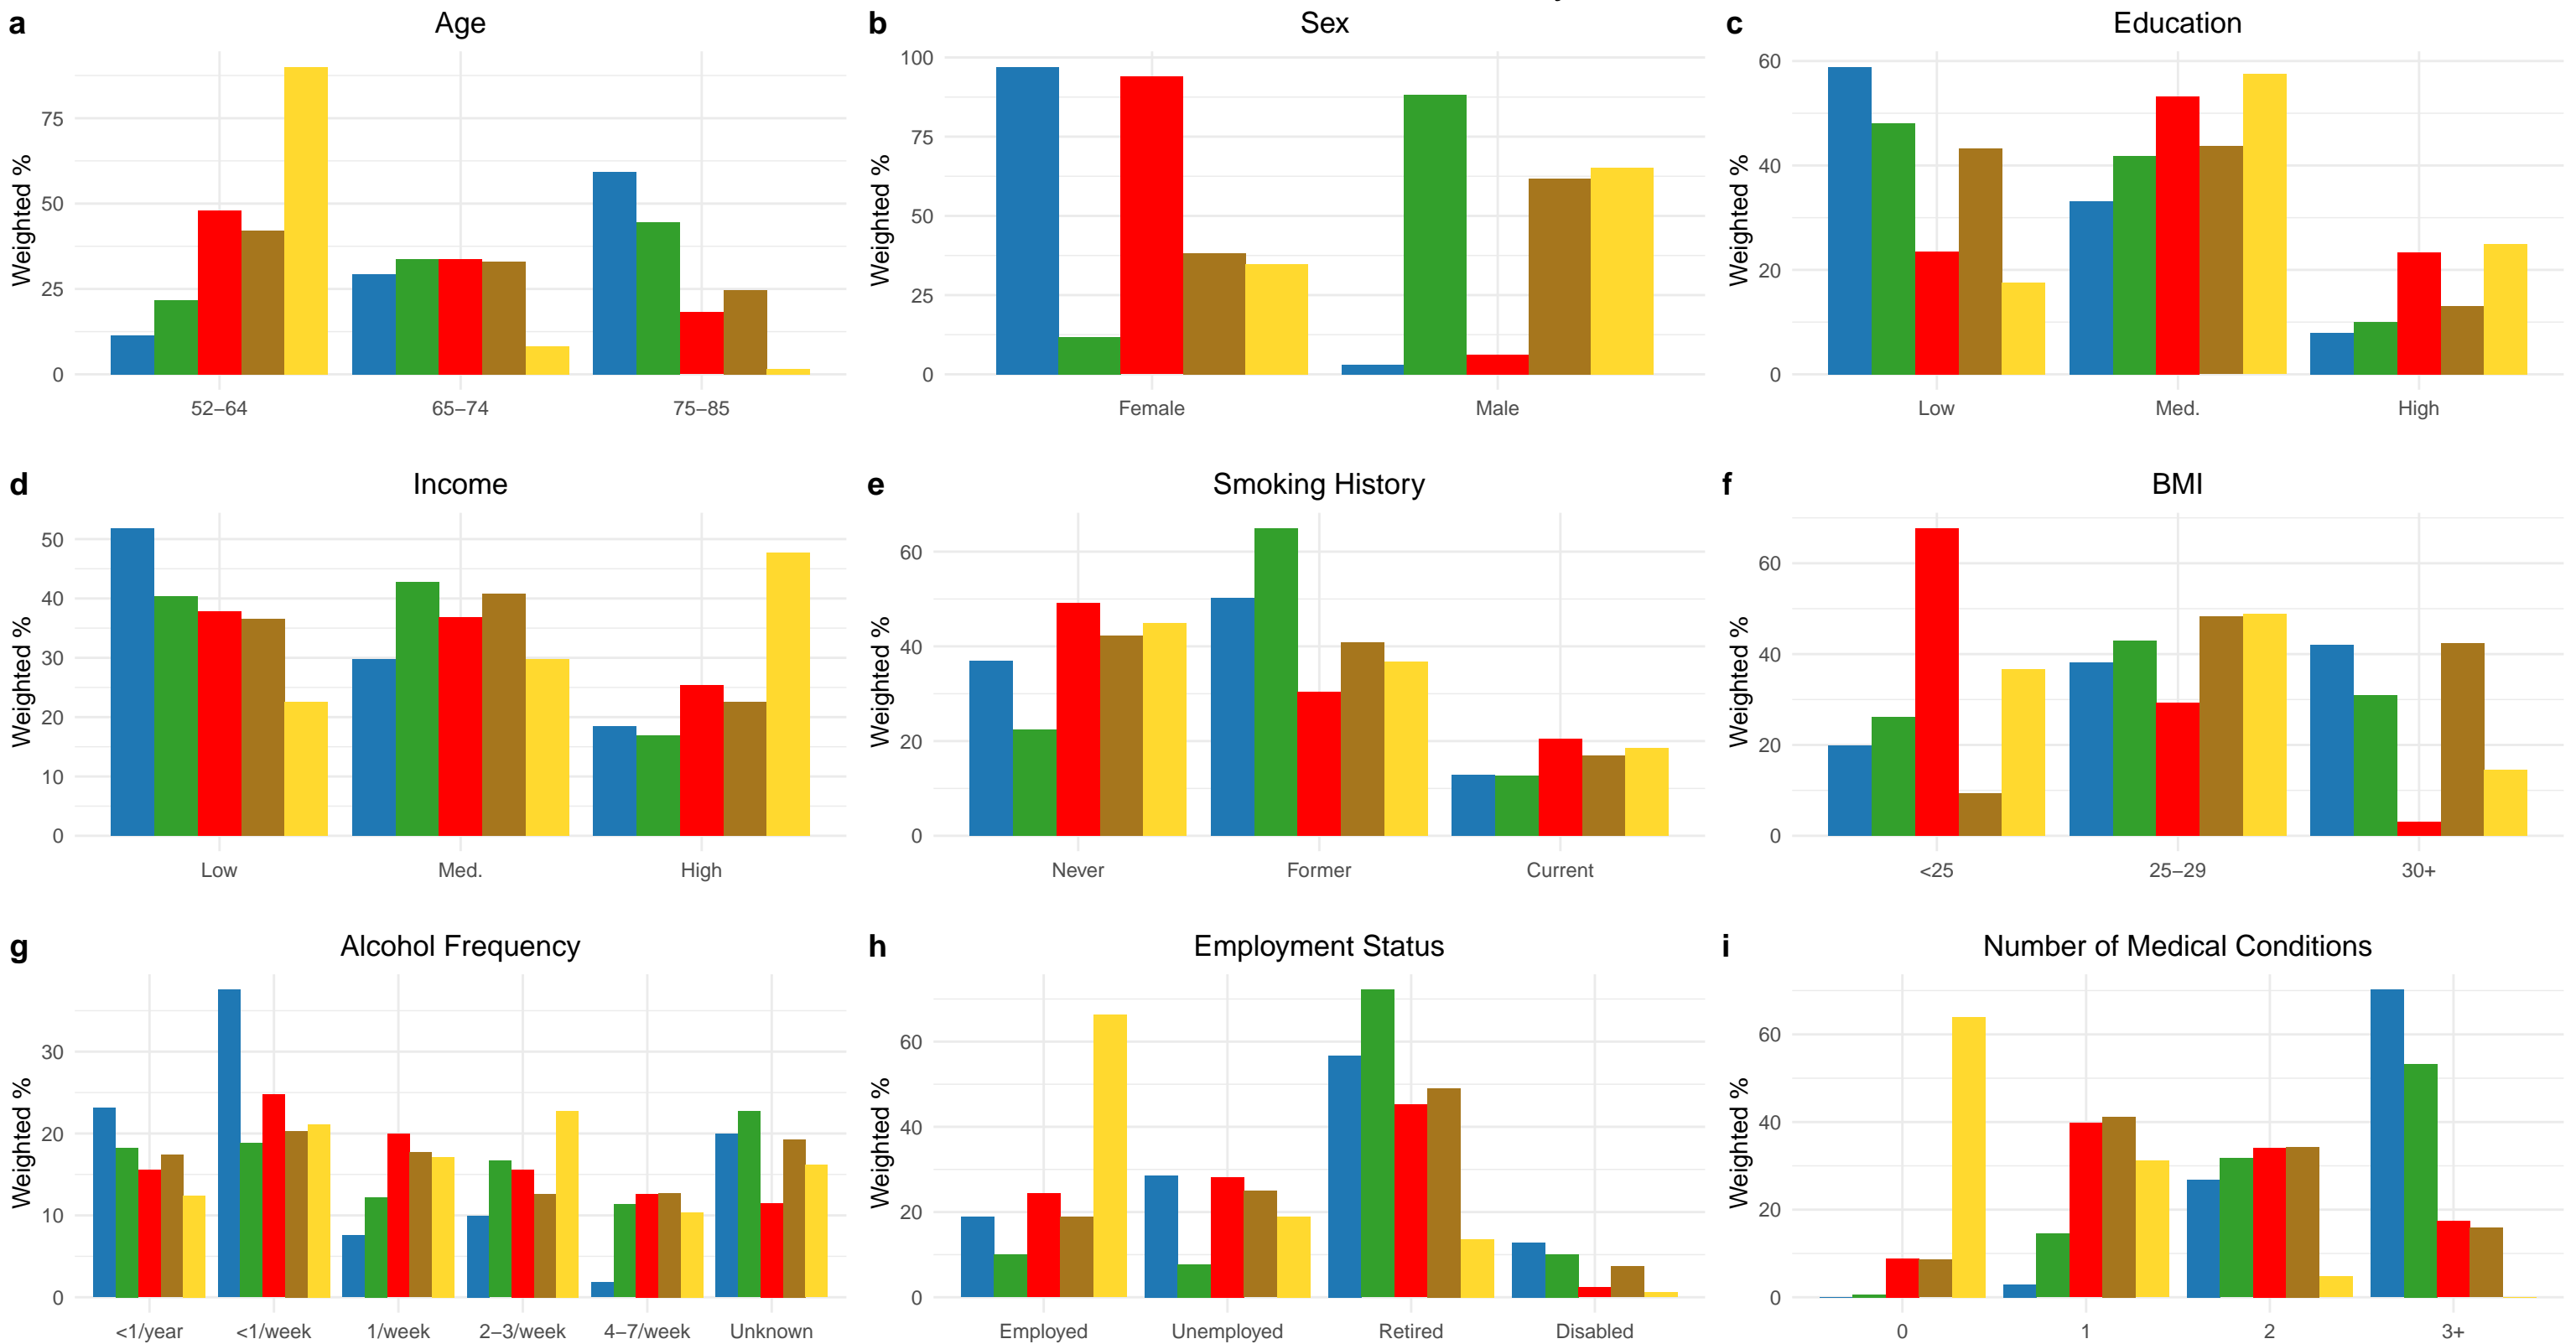 a Age
Weighted %
75
50
25
0
52−64 65−74 75−85
b Sex
Weighted %
100
75
50
25
0
Female Male
c Education
Weighted %
60
40
20
0
Low Med. High
d Income
Weighted %
50
40
30
20
10
0
Low Med. High
e Smoking History
Weighted %
60
40
20
0
Never Former Current
f BMI
Weighted %
60
40
20
0
<25 25−29 30+
g Alcohol Frequency
Weighted %
30
20
10
0
<1/year <1/week 1/week 2−3/week 4−7/week Unknown
h Employment Status
Weighted %
60
40
20
0
Employed Unemployed Retired Disabled
i Number of Medical Conditions
Weighted %
60
40
20
0
0 1 2 3+